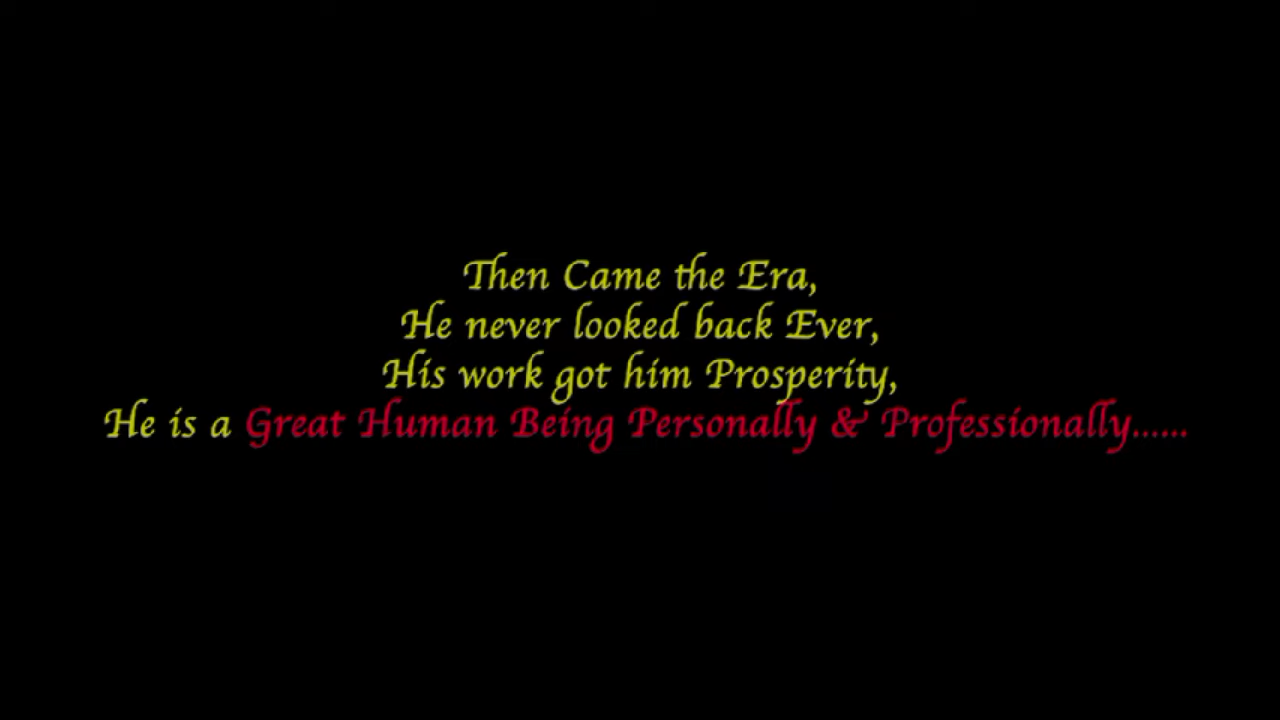 Then Came the Era,
He never looked back Ever,
His work got him Prosperity,
He is a Great Human Being Personally & Professionally......